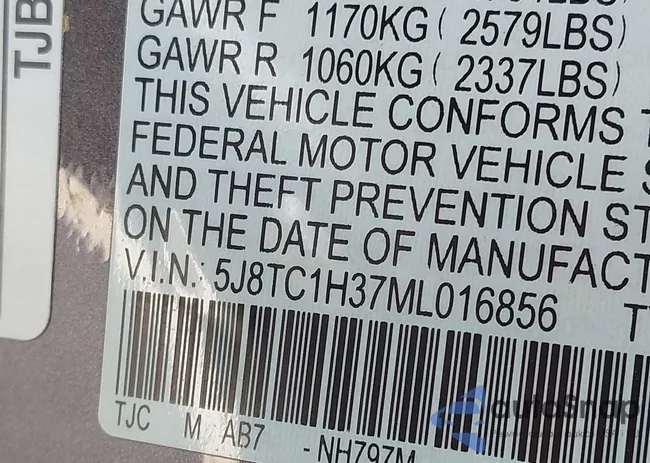 TJB
GAWR F 1170KG ( 2579LBS)
GAWR R 1060KG ( 2337LBS)
THIS VEHICLE CONFORMS T
FEDERAL MOTOR VEHICLE S
AND THEFT PREVENTION ST
ON THE DATE OF MANUFACT
V.I.N.: 5J8TC1H37ML016856
TJC M AB7 - NH797M
autoSnap